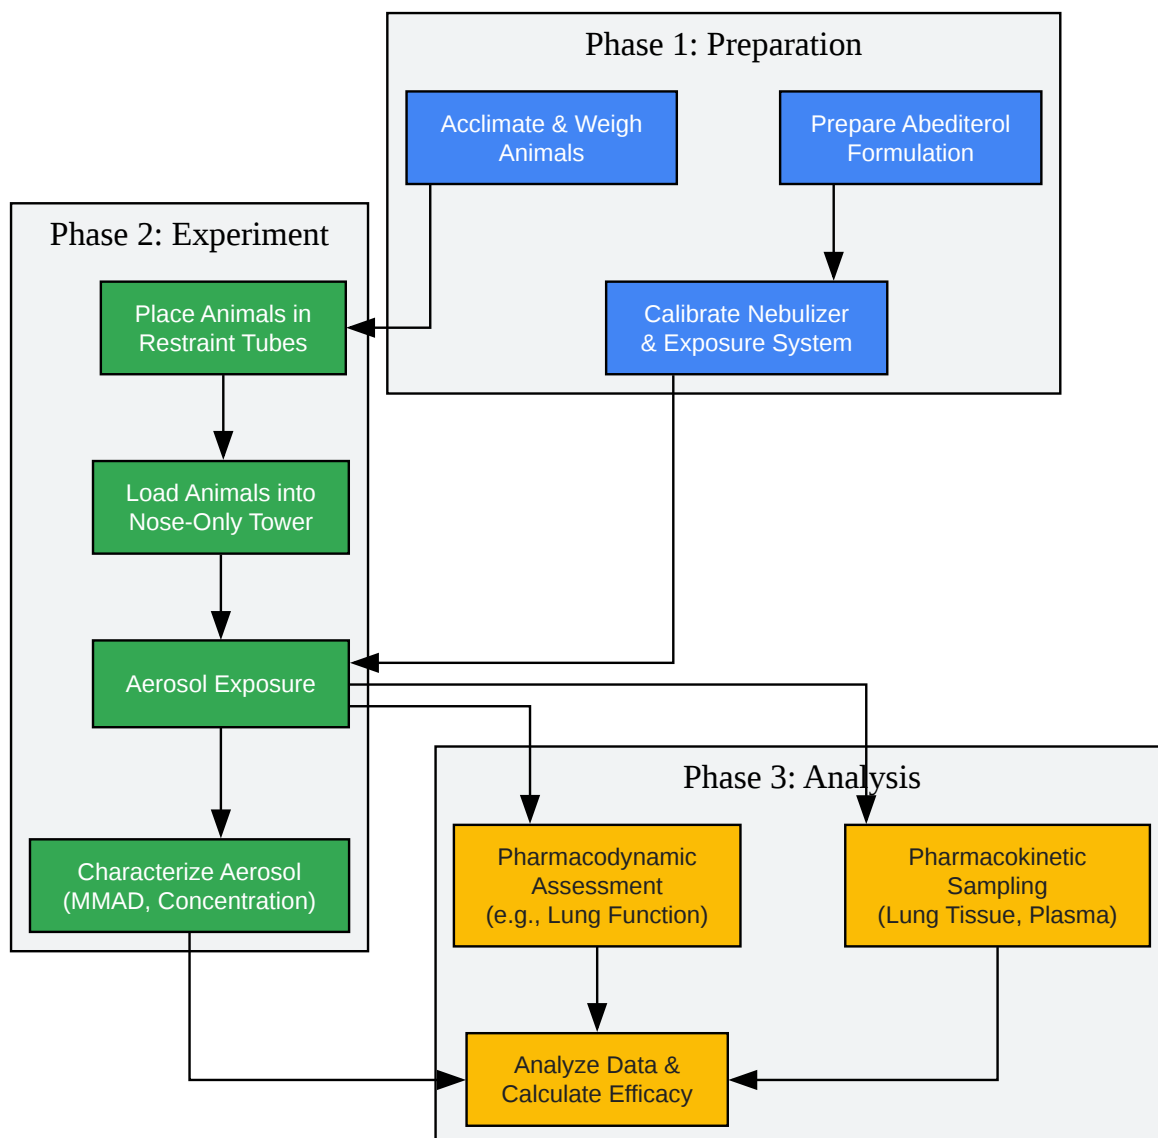 Phase 1: Preparation
Acclimate & Weigh
Animals
Prepare Abediterol
Formulation
Calibrate Nebulizer
& Exposure System
Phase 2: Experiment
Place Animals in
Restraint Tubes
Load Animals into
Nose-Only Tower
Aerosol Exposure
Characterize Aerosol
(MMAD, Concentration)
Phase 3: Analysis
Pharmacodynamic
Assessment
(e.g., Lung Function)
Pharmacokinetic
Sampling
(Lung Tissue, Plasma)
Analyze Data &
Calculate Efficacy